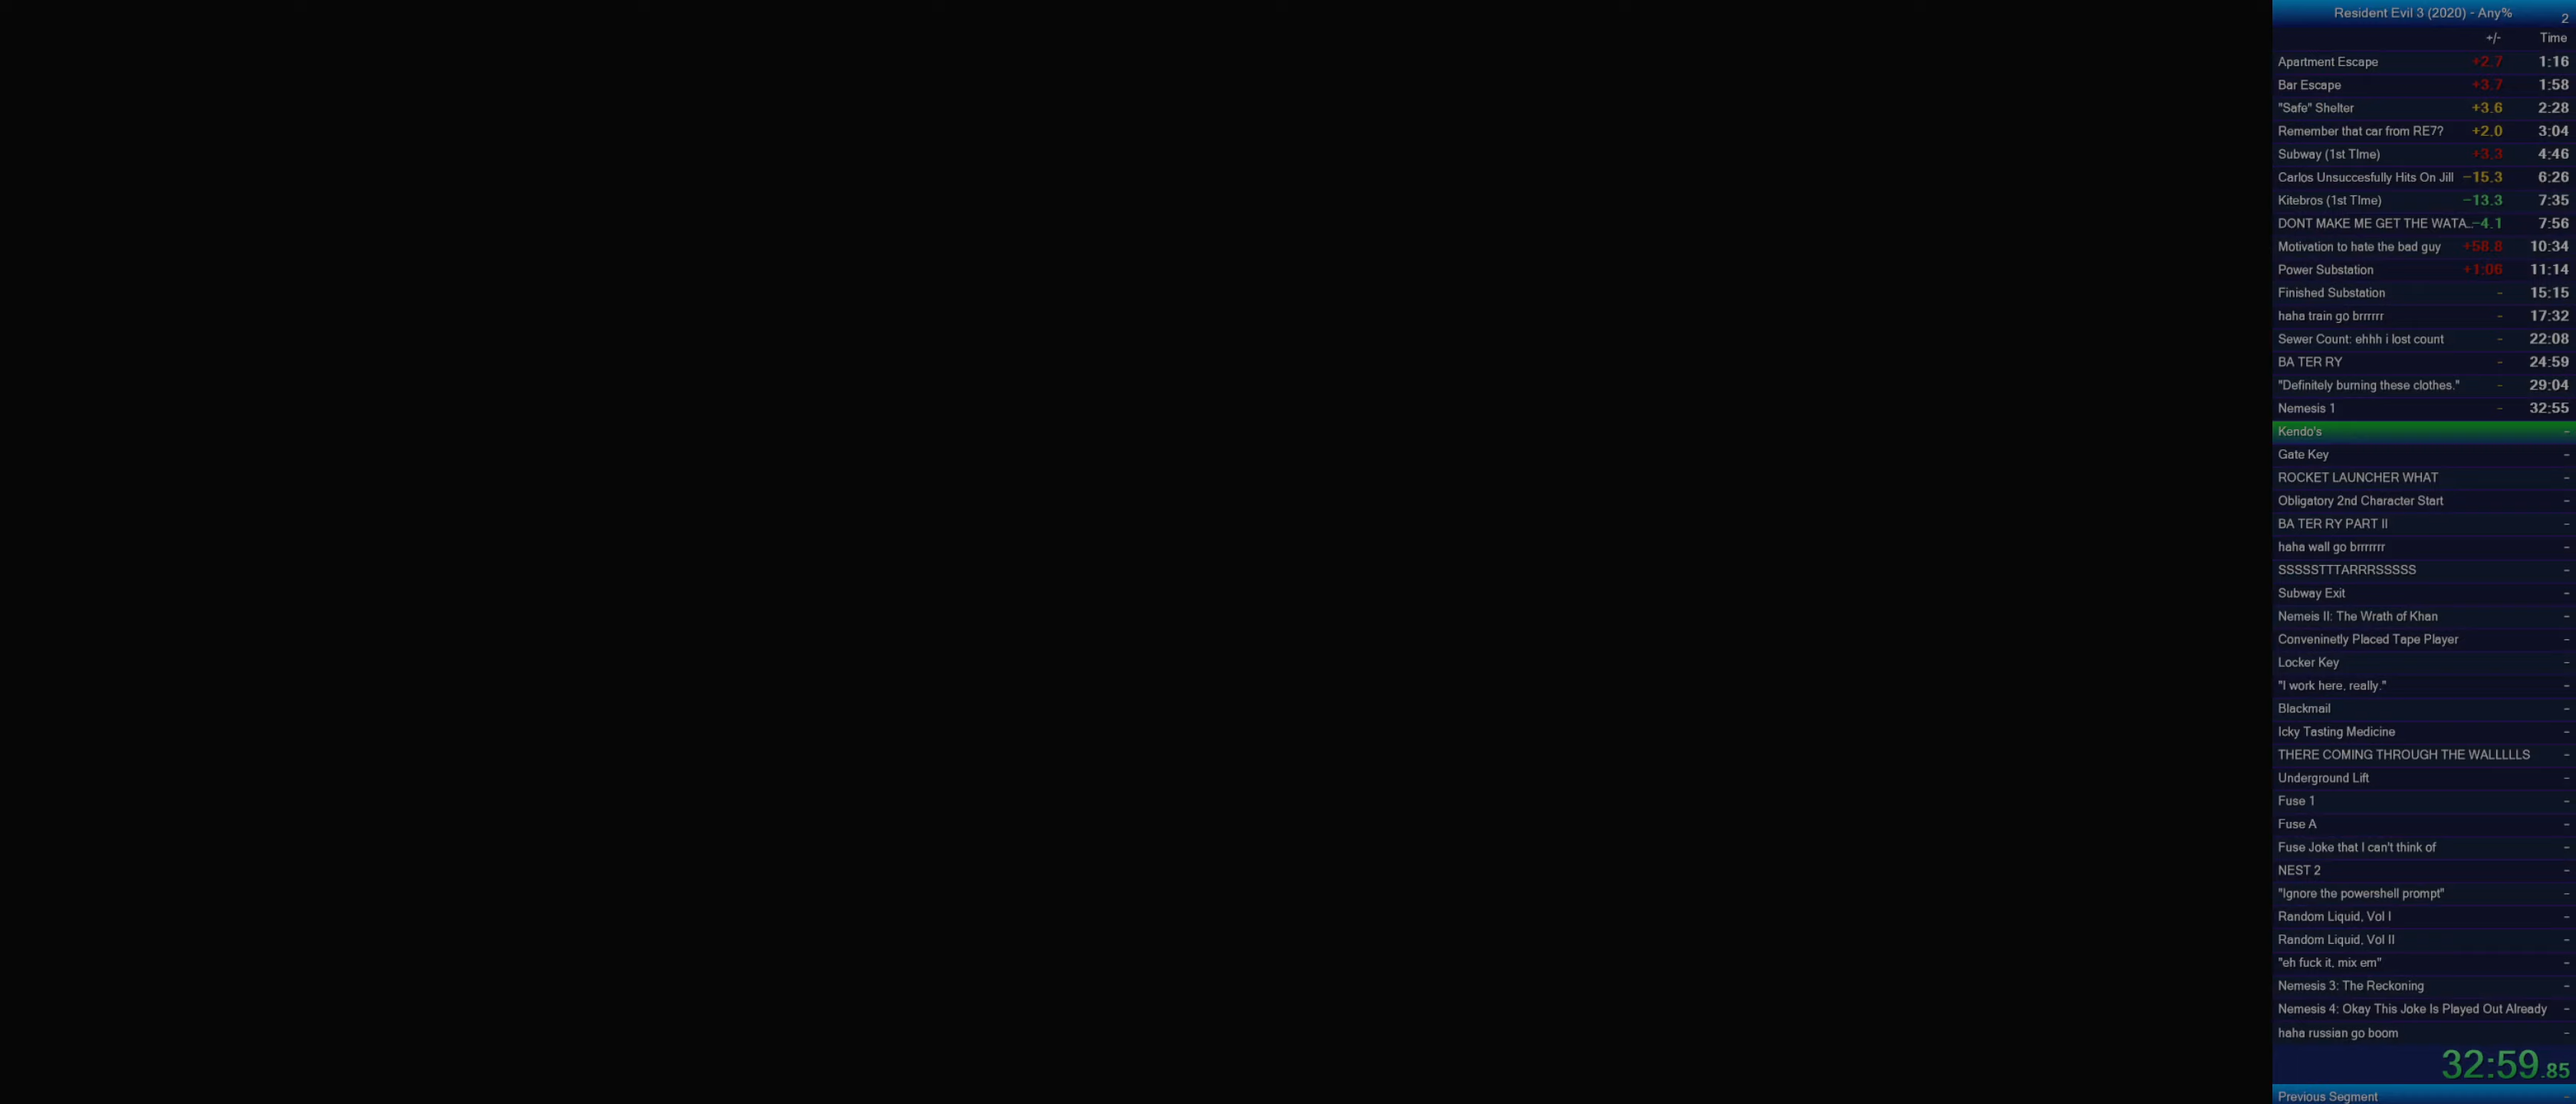 Resident Evil 3 (2020) - Any%
2
+/- Time
Apartment Escape +2.7 1:16
Bar Escape +3.7 1:58
"Safe" Shelter +3.6 2:28
Remember that car from RE7? +2.0 3:04
Subway (1st TIme) +3.3 4:46
Carlos Unsuccesfully Hits On Jill −15.3 6:26
Kitebros (1st TIme) −13.3 7:35
DONT MAKE ME GET THE WATA... −4.1 7:56
Motivation to hate the bad guy +58.8 10:34
Power Substation +1:06 11:14
Finished Substation - 15:15
haha train go brrrrrr - 17:32
Sewer Count: ehhh i lost count - 22:08
BA TER RY - 24:59
"Definitely burning these clothes." - 29:04
Nemesis 1 - 32:55
Kendo's -
Gate Key -
ROCKET LAUNCHER WHAT -
Obligatory 2nd Character Start -
BA TER RY PART II -
haha wall go brrrrrrr -
SSSSSTTTARRRSSSSS -
Subway Exit -
Nemeis II: The Wrath of Khan -
Conveninetly Placed Tape Player -
Locker Key -
"I work here, really." -
Blackmail -
Icky Tasting Medicine -
THERE COMING THROUGH THE WALLLLLS -
Underground Lift -
Fuse 1 -
Fuse A -
Fuse Joke that I can't think of -
NEST 2 -
"Ignore the powershell prompt" -
Random Liquid, Vol I -
Random Liquid, Vol II -
"eh fuck it, mix em" -
Nemesis 3: The Reckoning -
Nemesis 4: Okay This Joke Is Played Out Already -
haha russian go boom -
32:59.85
Previous Segment -